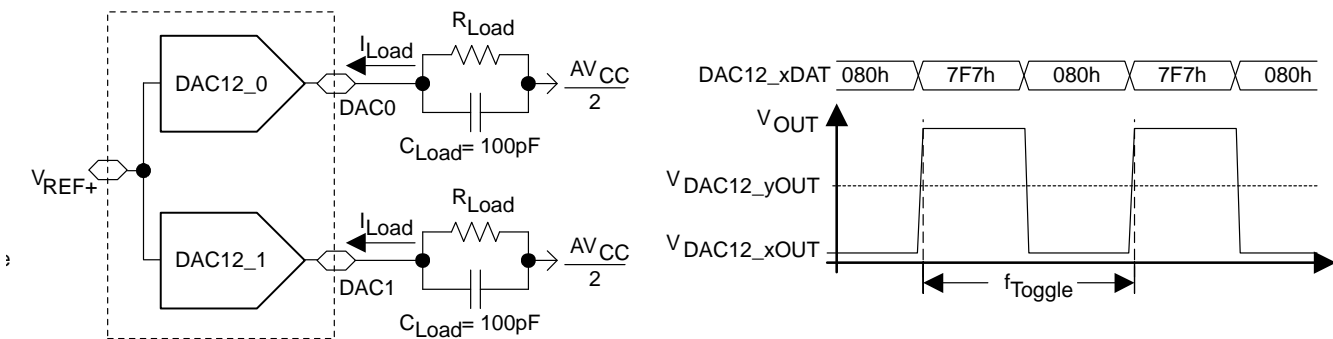 RLoad
ILoad
DAC12_0
DAC0
AVCC
2
CLoad= 100pF
VREF+
RLoad
ILoad
DAC12_1
DAC1
AVCC
2
CLoad= 100pF
e
DAC12_xDAT 080h 7F7h 080h 7F7h 080h
VOUT
VDAC12_yOUT
VDAC12_xOUT
fToggle